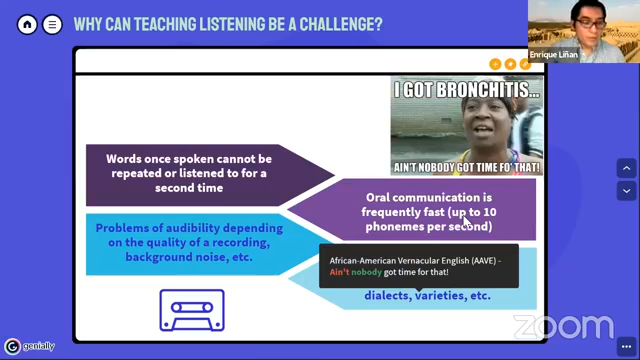 WHY CAN TEACHING LISTENING BE A CHALLENGE?
Enrique Liñan
I GOT BRONCHITIS...
AIN'T NOBODY GOT TIME FO' THAT!
Words once spoken cannot be
repeated or listened to for a
second time
Oral communication is
frequently fast (up to 10
phonemes per second)
Problems of audibility depending
on the quality of a recording,
background noise, etc.
African-American Vernacular English (AAVE) -
Ain't nobody got time for that!
dialects, varieties, etc.
zoom
genially